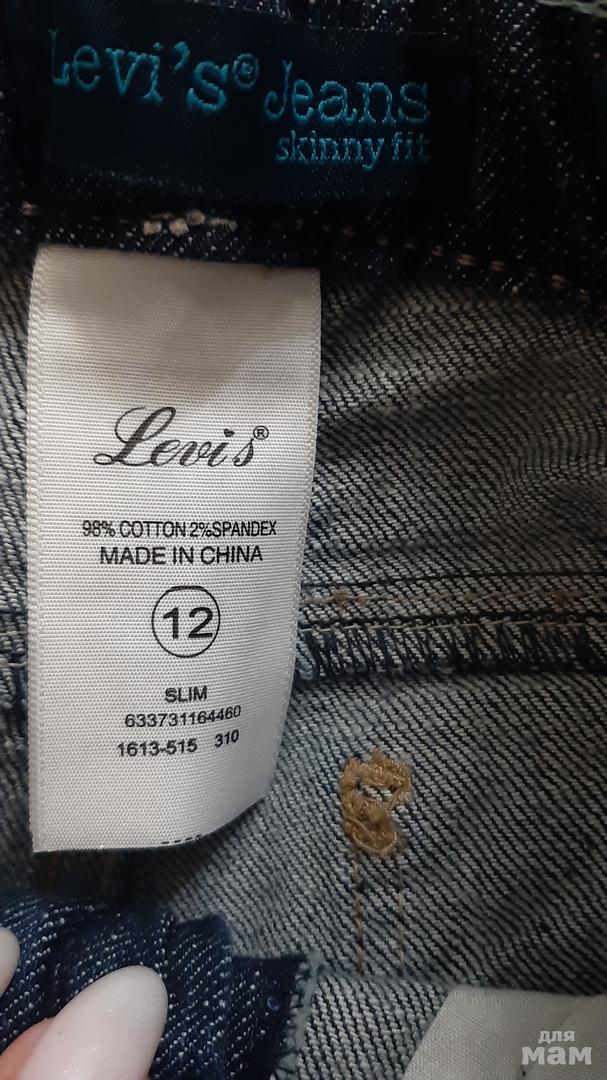 Levi's® Jeans
skinny fit
Levi's®
98% COTTON 2%SPANDEX
MADE IN CHINA
12
SLIM
633731164460
1613-515 310
для
мам